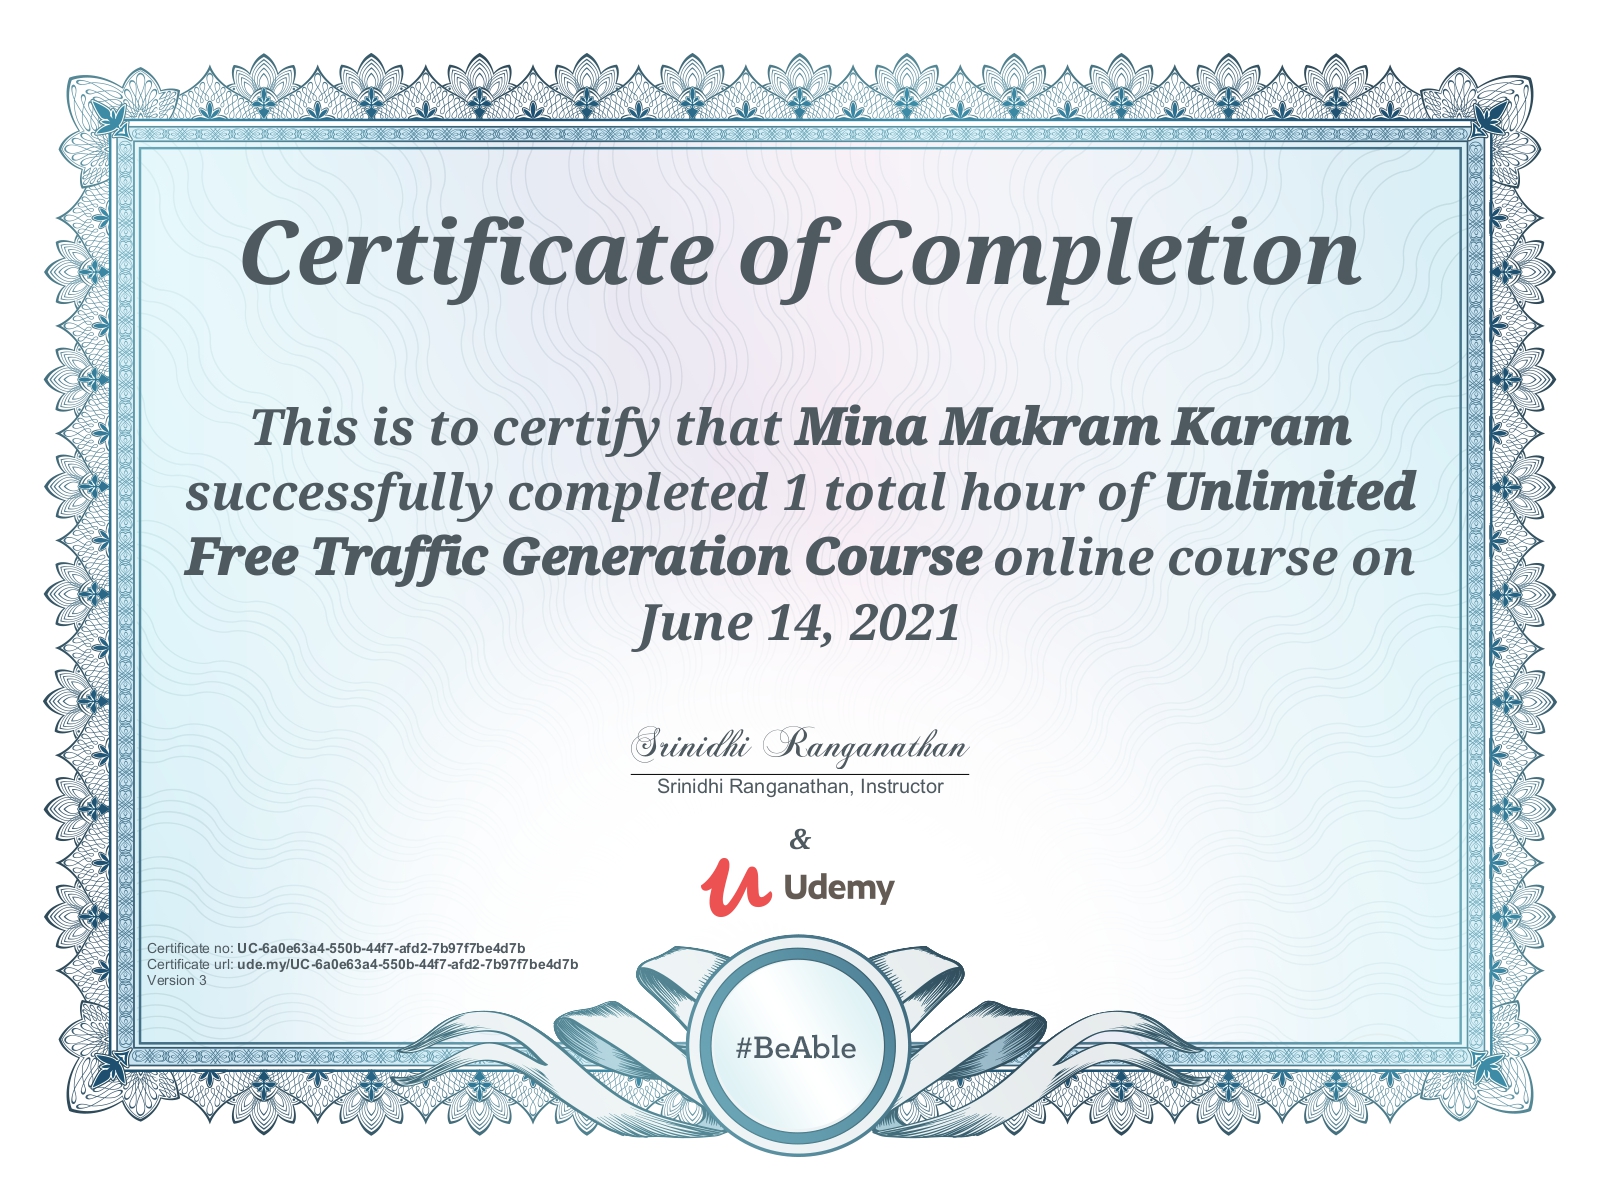 Certificate of Completion
This is to certify that Mina Makram Karam
successfully completed 1 total hour of Unlimited
Free Traffic Generation Course online course on
June 14, 2021
Srinidhi Ranganathan
Srinidhi Ranganathan, Instructor
&
Udemy
Certificate no: UC-6a0e63a4-550b-44f7-afd2-7b97f7be4d7b
Certificate url: ude.my/UC-6a0e63a4-550b-44f7-afd2-7b97f7be4d7b
Version 3
#BeAble